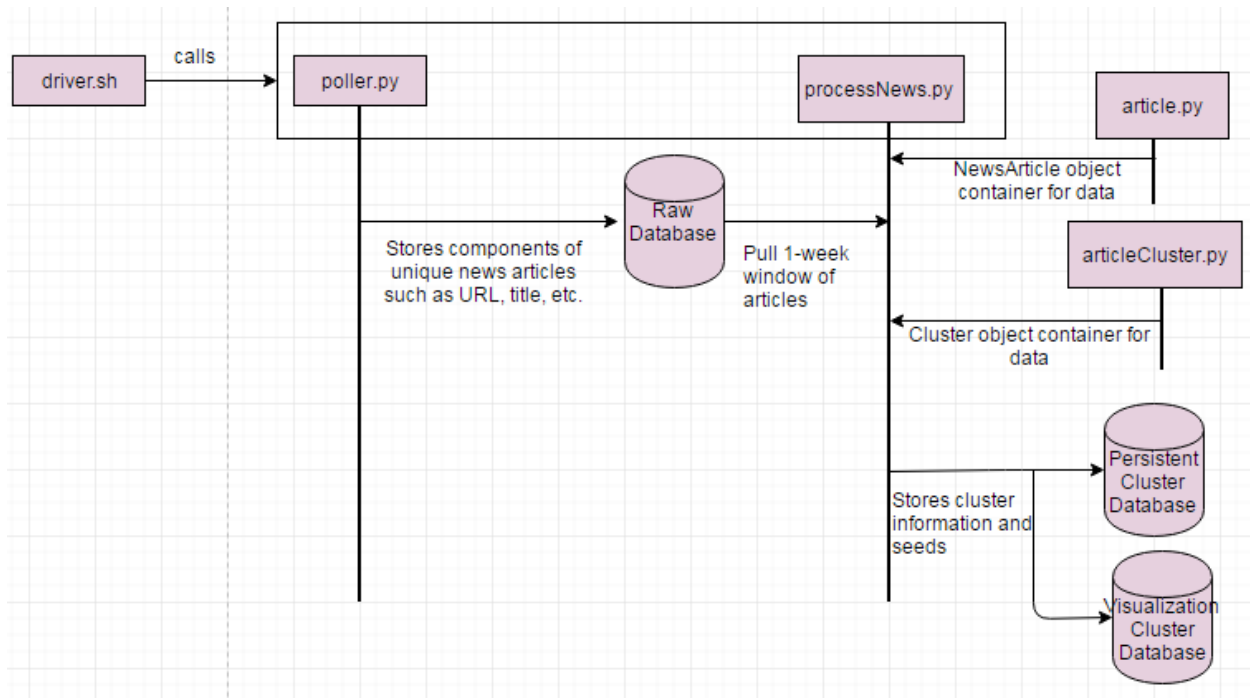 calls
driver.sh
poller.py
processNews.py
article.py
NewsArticle object
container for data
Raw
Database
Stores components of
unique news articles
such as URL, title, etc.
Pull 1-week
window of
articles
articleCluster.py
Cluster object container for
data
Persistent
Cluster
Database
Stores cluster
information and
seeds
Visualization
Cluster
Database